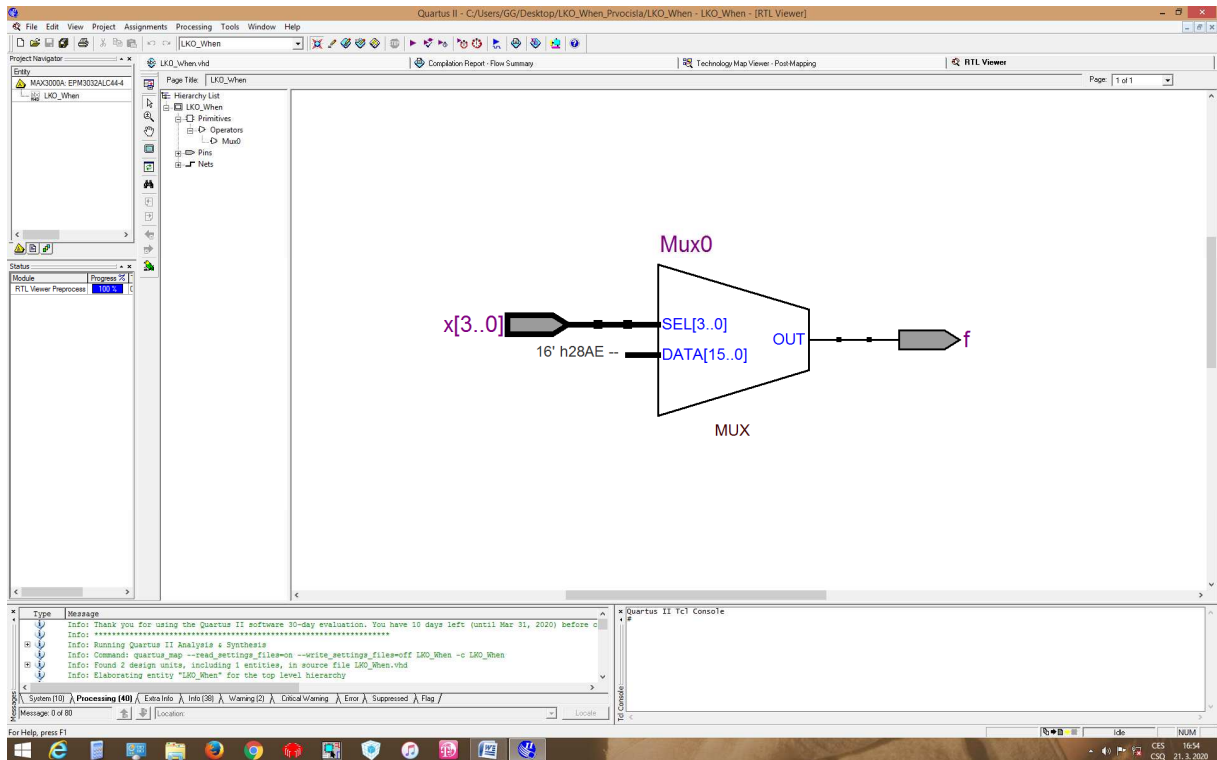 Quartus II - C:/Users/GG/Desktop/LKO_When_Prvocisla/LKO_When - LKO_When - [RTL Viewer]
File Edit View Project Assignments Processing Tools Window Help
LKO_When
Project Navigator
LKO_When.vhd
Compilation Report - Flow Summary
Technology Map Viewer - Post-Mapping
RTL Viewer
Entity
MAX3000A: EPM3032ALC44-4
LKO_When
Page Title: LKO_When
Page: 1 of 1
Hierarchy List
LKO_When
Primitives
Operators
Mux0
Pins
Nets
Mux0
x[3..0]
SEL[3..0]
16' h28AE --
DATA[15..0]
OUT
f
MUX
Status
Module Progress %
RTL Viewer Preprocess 100 %
Type Message
Info: Thank you for using the Quartus II software 30-day evaluation. You have 10 days left (until Mar 31, 2020) before c
Info: ********************************************************************
Info: Running Quartus II Analysis & Synthesis
Info: Command: quartus_map --read_settings_files=on --write_settings_files=off LKO_When -c LKO_When
Info: Found 2 design units, including 1 entities, in source file LKO_When.vhd
Info: Elaborating entity "LKO_When" for the top level hierarchy
System (10) Processing (40) Extra Info Info (38) Warning (2) Critical Warning Error Suppressed Flag
Messages
Message: 0 of 80
Location:
Locate
Quartus II Tcl Console
#
Tcl Console
For Help, press F1
Idle
NUM
CES
CSQ
16:54
21. 3. 2020